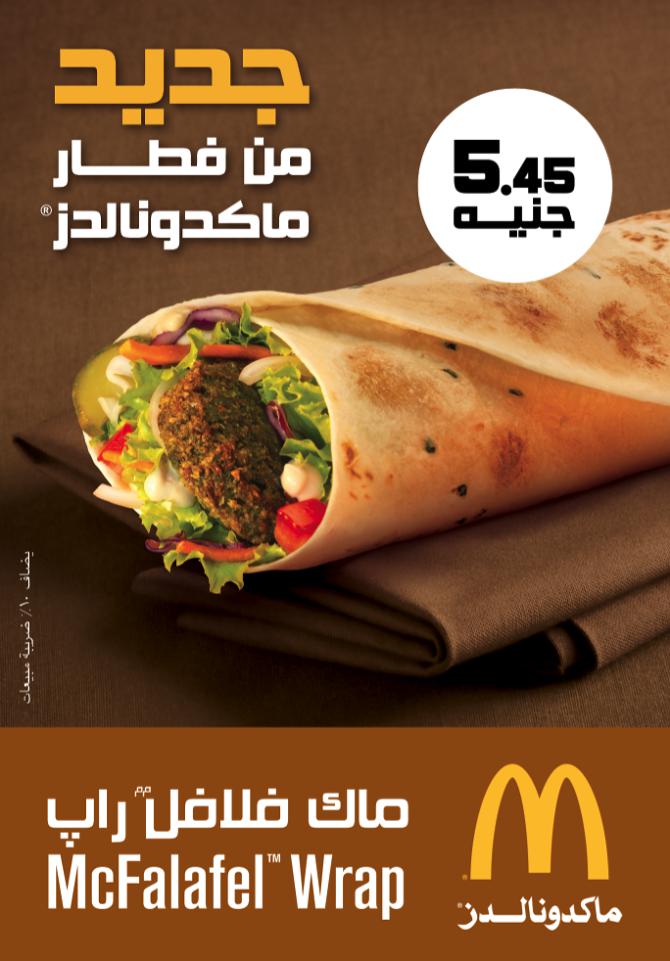 جديد
من فطار
ماكدونالدز®
5.45
جنيه
يضاف ١٠٪ ضريبة مبيعات
ماك فلافل™ راپ
McFalafel™ Wrap
ماكدونالدز®